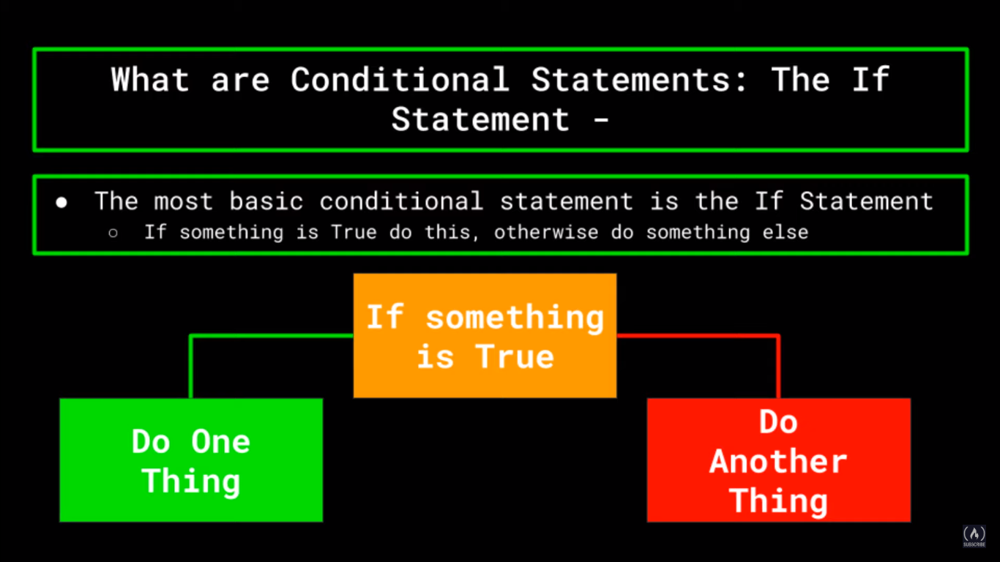 What are Conditional Statements: The If
Statement -
● The most basic conditional statement is the If Statement
○ If something is True do this, otherwise do something else
If something
is True
Do One
Thing
Do
Another
Thing
SUBSCRIBE